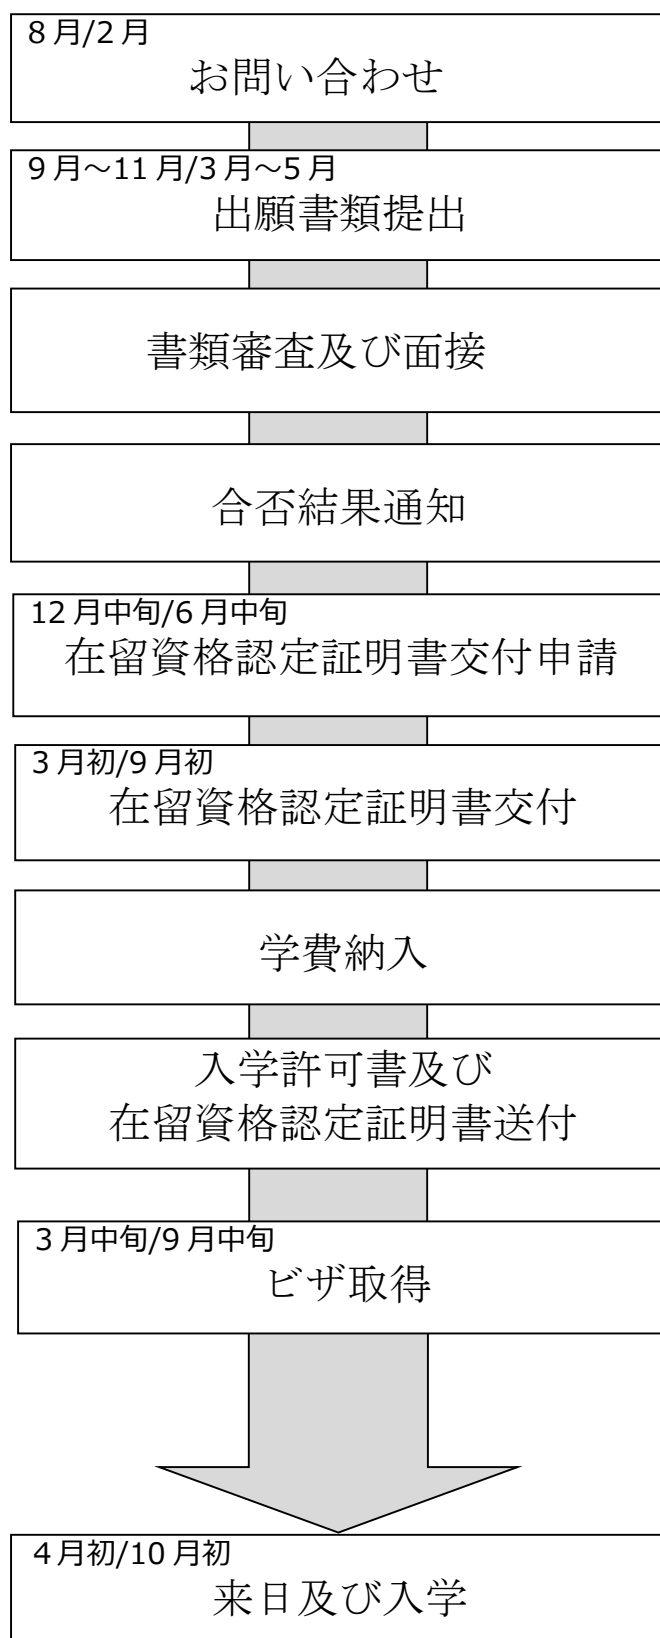 8月/2月
お問い合わせ
9月～11月/3月～5月
出願書類提出
書類審査及び面接
合否結果通知
12月中旬/6月中旬
在留資格認定証明書交付申請
3月初/9月初
在留資格認定証明書交付
学費納入
入学許可書及び
在留資格認定証明書送付
3月中旬/9月中旬
ビザ取得
4月初/10月初
来日及び入学